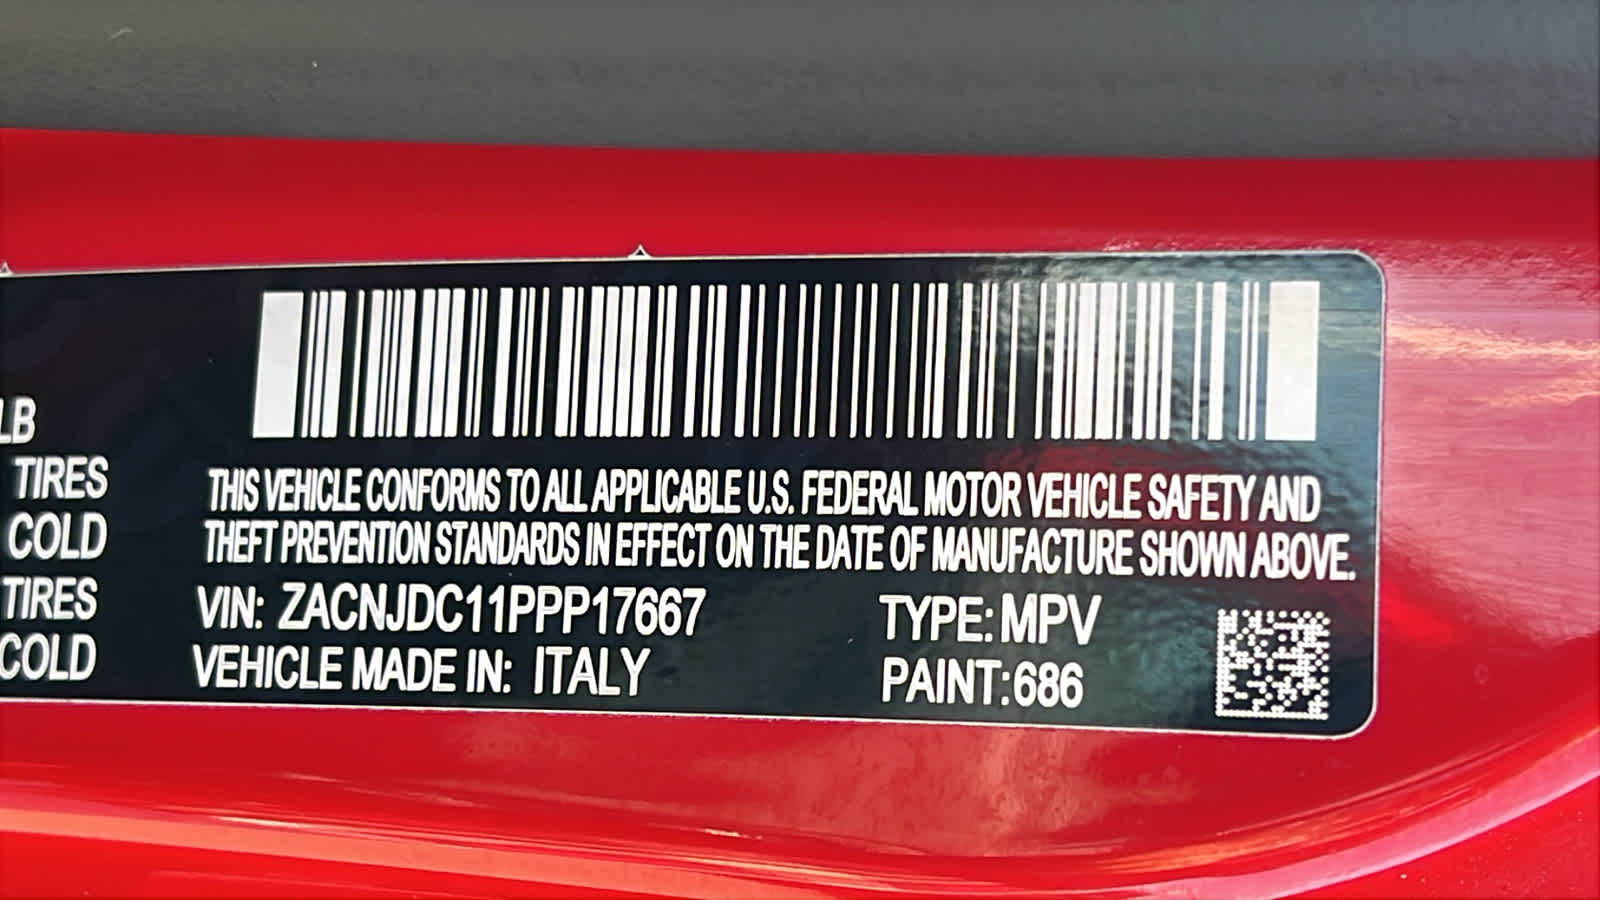 LB
TIRES
COLD
TIRES
COLD
THIS VEHICLE CONFORMS TO ALL APPLICABLE U.S. FEDERAL MOTOR VEHICLE SAFETY AND
THEFT PREVENTION STANDARDS IN EFFECT ON THE DATE OF MANUFACTURE SHOWN ABOVE.
VIN: ZACNJDC11PPP17667
TYPE: MPV
VEHICLE MADE IN: ITALY
PAINT:686